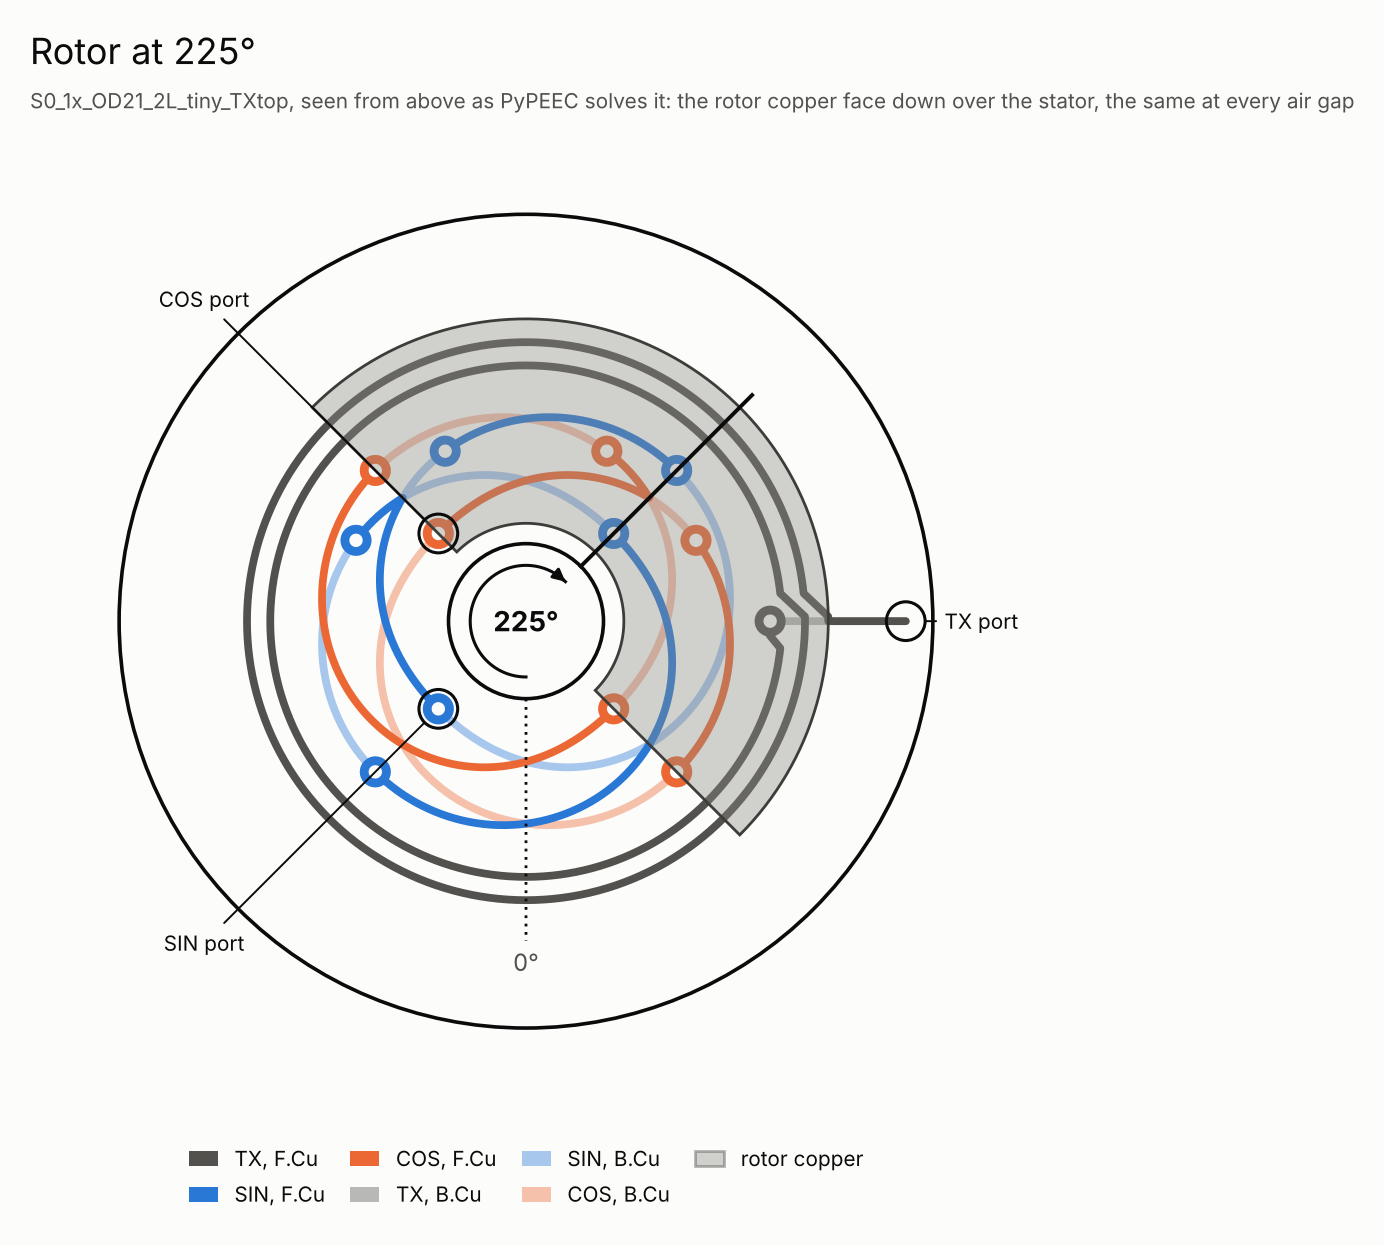 Rotor at 225°
S0_1x_OD21_2L_tiny_TXtop, seen from above as PyPEEC solves it: the rotor copper face down over the stator, the same at every air gap
COS port
225°
TX port
SIN port
0°
TX, F.Cu
COS, F.Cu
SIN, B.Cu
rotor copper
SIN, F.Cu
TX, B.Cu
COS, B.Cu